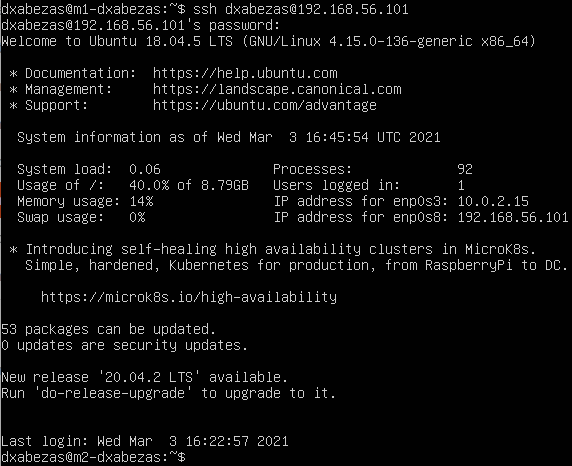 dxabezas@m1-dxabezas:~$ ssh dxabezas@192.168.56.101
dxabezas@192.168.56.101's password:
Welcome to Ubuntu 18.04.5 LTS (GNU/Linux 4.15.0-136-generic x86_64)
* Documentation:  https://help.ubuntu.com
* Management:     https://landscape.canonical.com
* Support:        https://ubuntu.com/advantage
System information as of Wed Mar  3 16:45:54 UTC 2021
System load:  0.06              Processes:             92
Usage of /:   40.0% of 8.79GB   Users logged in:       1
Memory usage: 14%               IP address for enp0s3: 10.0.2.15
Swap usage:   0%                IP address for enp0s8: 192.168.56.101
* Introducing self-healing high availability clusters in MicroK8s.
Simple, hardened, Kubernetes for production, from RaspberryPi to DC.
https://microk8s.io/high-availability
53 packages can be updated.
0 updates are security updates.
New release '20.04.2 LTS' available.
Run 'do-release-upgrade' to upgrade to it.
Last login: Wed Mar  3 16:22:57 2021
dxabezas@m2-dxabezas:~$